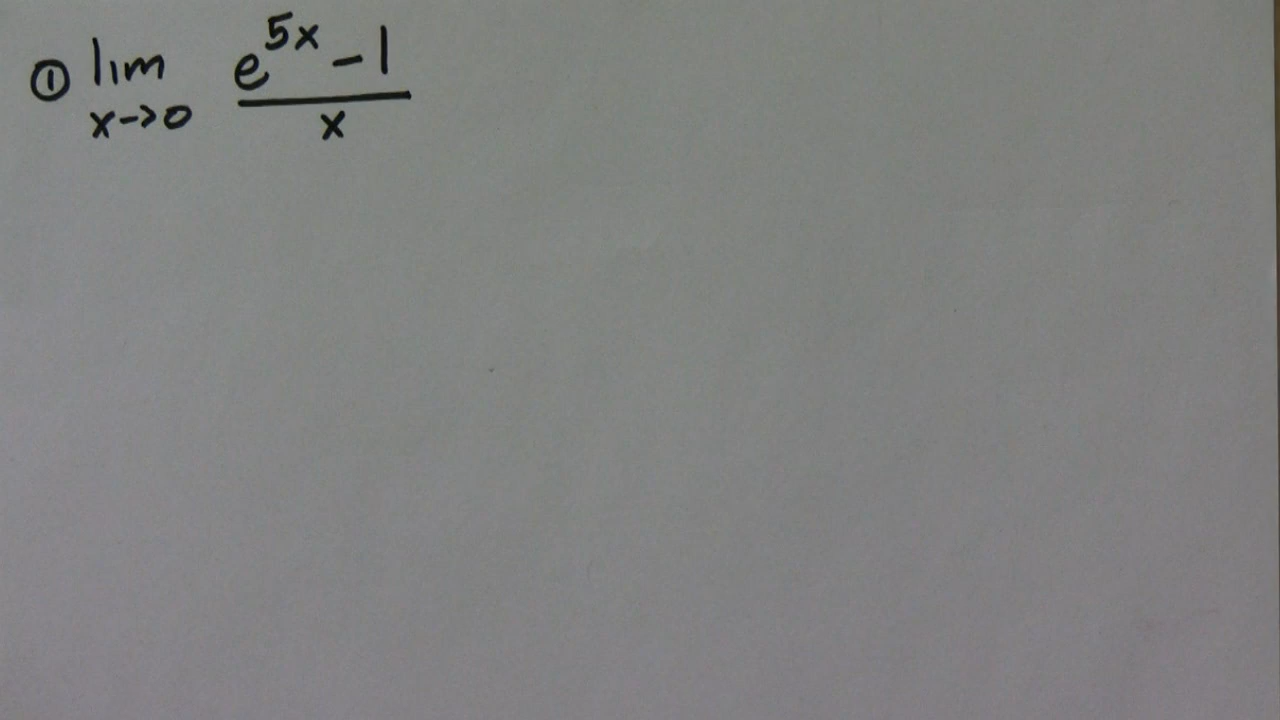 ① lim e^{5x} - 1
x→0 x